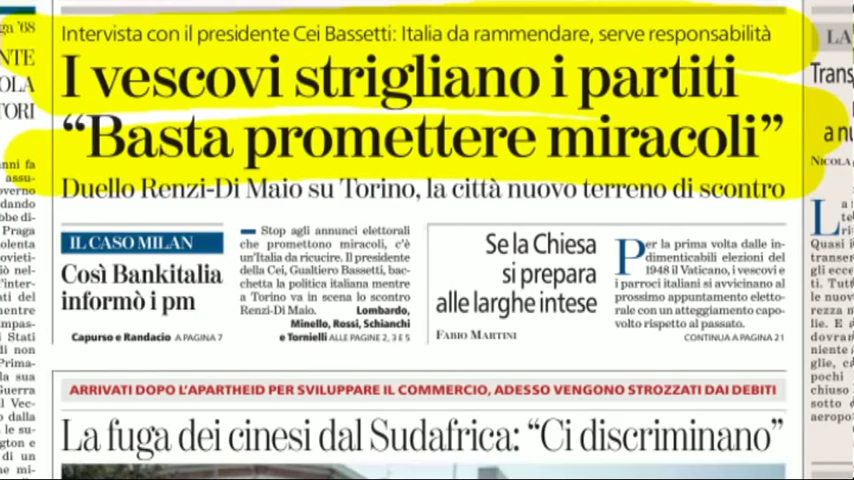 Intervista con il presidente Cei Bassetti: Italia da rammendare, serve responsabilità
I vescovi strigliano i partiti
“Basta promettere miracoli”
Duello Renzi-Di Maio su Torino, la città nuovo terreno di scontro
IL CASO MILAN
Così Bankitalia
informò i pm
Capurso e Randacio A PAGINA 7
Stop agli annunci elettorali
che promettono miracoli, c'è
un'Italia da ricucire. Il presidente
della Cei, Gualtiero Bassetti, bac-
chetta la politica italiana mentre
a Torino va in scena lo scontro
Renzi-Di Maio. Lombardo,
Minello, Rossi, Schianchi
e Tornielli ALLE PAGINE 2, 3 E 5
Se la Chiesa
si prepara
alle larghe intese
FABIO MARTINI
Per la prima volta dalle in-
dimenticabili elezioni del
1948 il Vaticano, i vescovi e
i parroci italiani si avvicinano al
prossimo appuntamento eletto-
rale con un atteggiamento capo-
volto rispetto al passato.
CONTINUA A PAGINA 21
ARRIVATI DOPO L'APARTHEID PER SVILUPPARE IL COMMERCIO, ADESSO VENGONO STROZZATI DAI DEBITI
La fuga dei cinesi dal Sudafrica: “Ci discriminano”